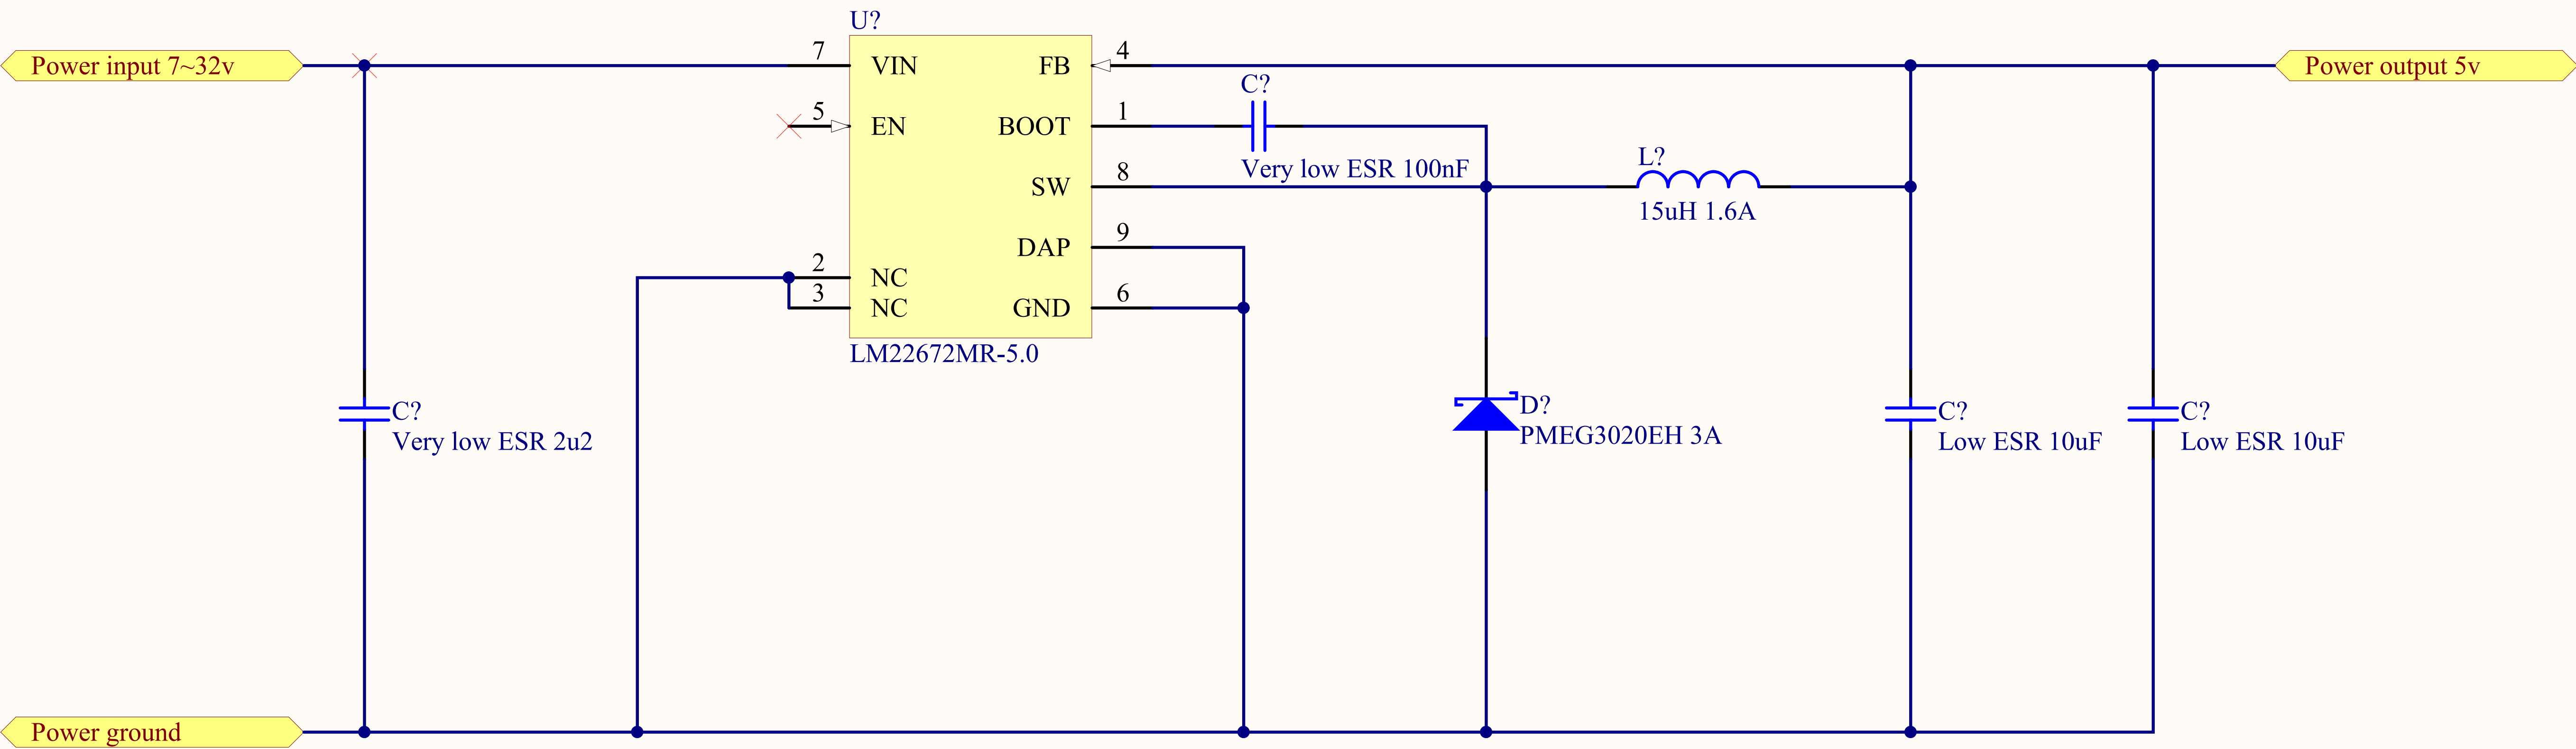 U?
Power input 7~32v
7
VIN
FB
4
Power output 5v
C?
5
EN
BOOT
1
Very low ESR 100nF
SW
8
L?
15uH 1.6A
DAP
9
2
NC
3
NC
GND
6
LM22672MR-5.0
C?
Very low ESR 2u2
D?
PMEG3020EH 3A
C?
Low ESR 10uF
C?
Low ESR 10uF
Power ground